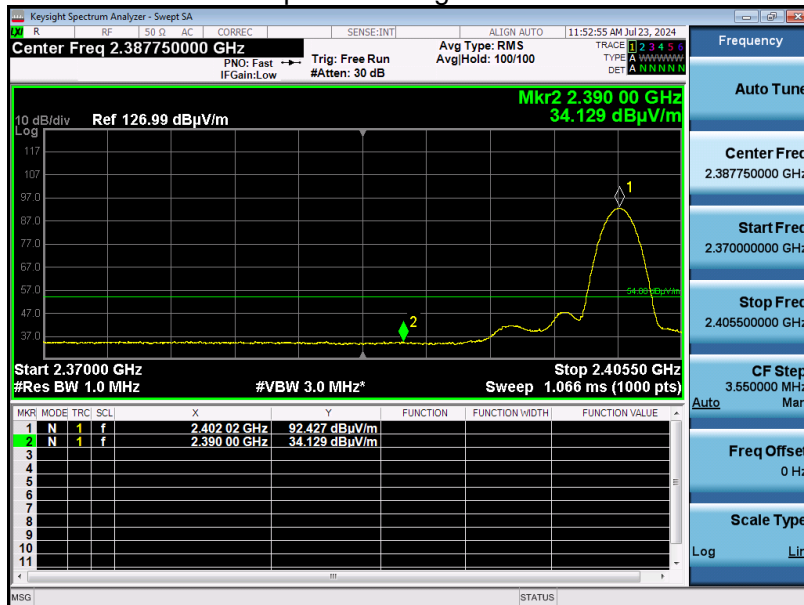 Keysight Spectrum Analyzer - Swept SA
LXI R RF 50 Ω AC CORREC SENSE:INT ALIGN AUTO 11:52:55 AM Jul 23, 2024
Center Freq 2.387750000 GHz
PNO: Fast
IFGain:Low
Trig: Free Run
#Atten: 30 dB
Avg Type: RMS
Avg|Hold: 100/100
TRACE 1 2 3 4 5 6
TYPE A WWWWW
DET A N N N N N
Mkr2 2.390 00 GHz
34.129 dBµV/m
10 dB/div Ref 126.99 dBµV/m
Log
117
107
97.0
87.0
77.0
67.0
57.0
47.0
37.0
1
2
54.00 dBµV/m
Start 2.37000 GHz Stop 2.40550 GHz
#Res BW 1.0 MHz #VBW 3.0 MHz* Sweep 1.066 ms (1000 pts)
MKR MODE TRC SCL X Y FUNCTION FUNCTION WIDTH FUNCTION VALUE
1 N 1 f 2.402 02 GHz 92.427 dBµV/m
2 N 1 f 2.390 00 GHz 34.129 dBµV/m
3
4
5
6
7
8
9
10
11
MSG STATUS
Frequency
Auto Tune
Center Freq
2.387750000 GHz
Start Freq
2.370000000 GHz
Stop Freq
2.405500000 GHz
CF Step
3.550000 MHz
Auto Man
Freq Offset
0 Hz
Scale Type
Log Lin